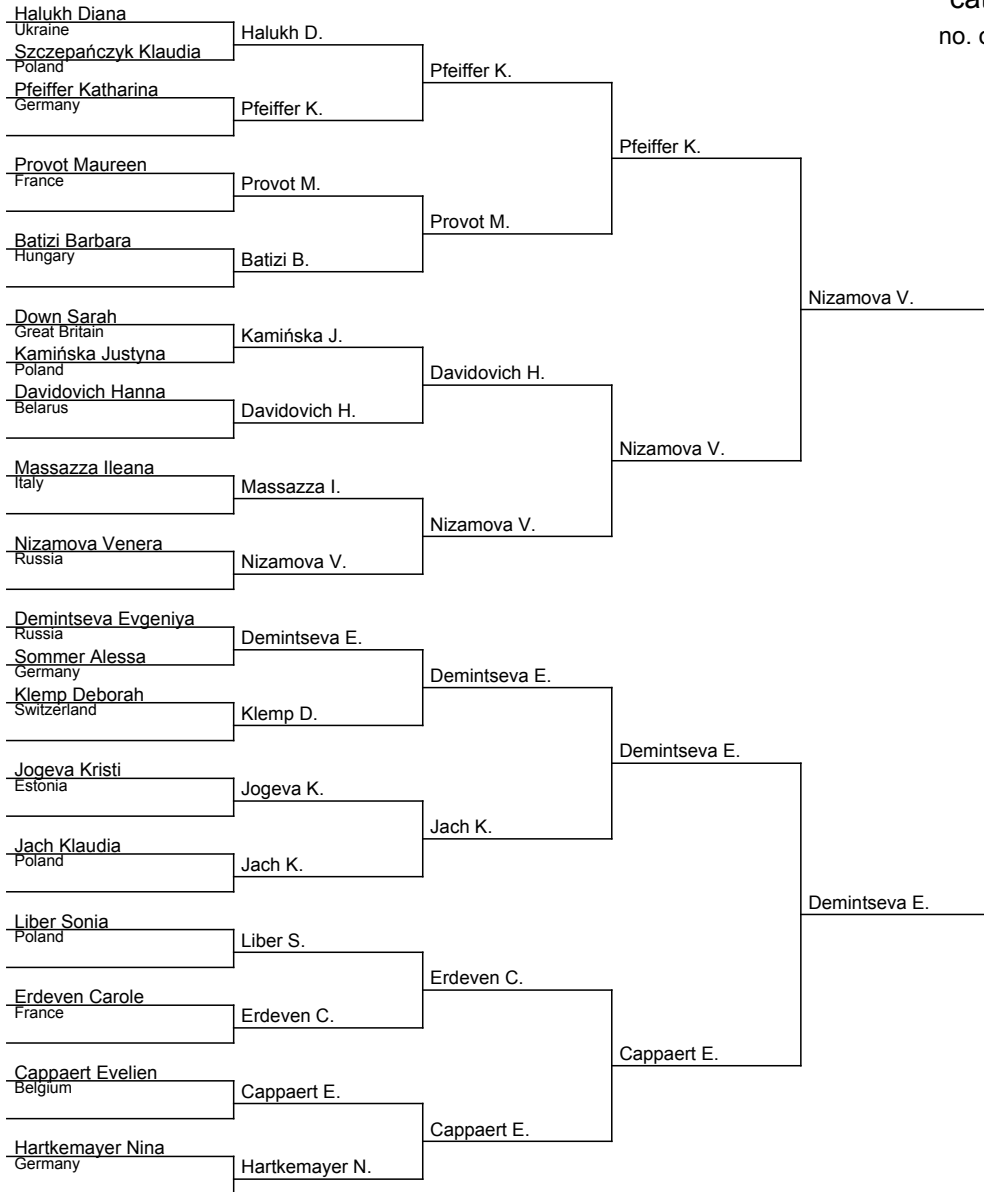 Halukh Diana
Ukraine
Szczepańczyk Klaudia
Poland
Pfeiffer Katharina
Germany
Provot Maureen
France
Batizi Barbara
Hungary
Down Sarah
Great Britain
Kamińska Justyna
Poland
Davidovich Hanna
Belarus
Massazza Ileana
Italy
Nizamova Venera
Russia
Demintseva Evgeniya
Russia
Sommer Alessa
Germany
Klemp Deborah
Switzerland
Jogeva Kristi
Estonia
Jach Klaudia
Poland
Liber Sonia
Poland
Erdeven Carole
France
Cappaert Evelien
Belgium
Hartkemayer Nina
Germany
Halukh D.
Pfeiffer K.
Provot M.
Batizi B.
Kamińska J.
Davidovich H.
Massazza I.
Nizamova V.
Demintseva E.
Klemp D.
Jogeva K.
Jach K.
Liber S.
Erdeven C.
Cappaert E.
Hartkemayer N.
Pfeiffer K.
Provot M.
Davidovich H.
Nizamova V.
Demintseva E.
Jach K.
Erdeven C.
Cappaert E.
Pfeiffer K.
Nizamova V.
Demintseva E.
Cappaert E.
Nizamova V.
Demintseva E.
no.